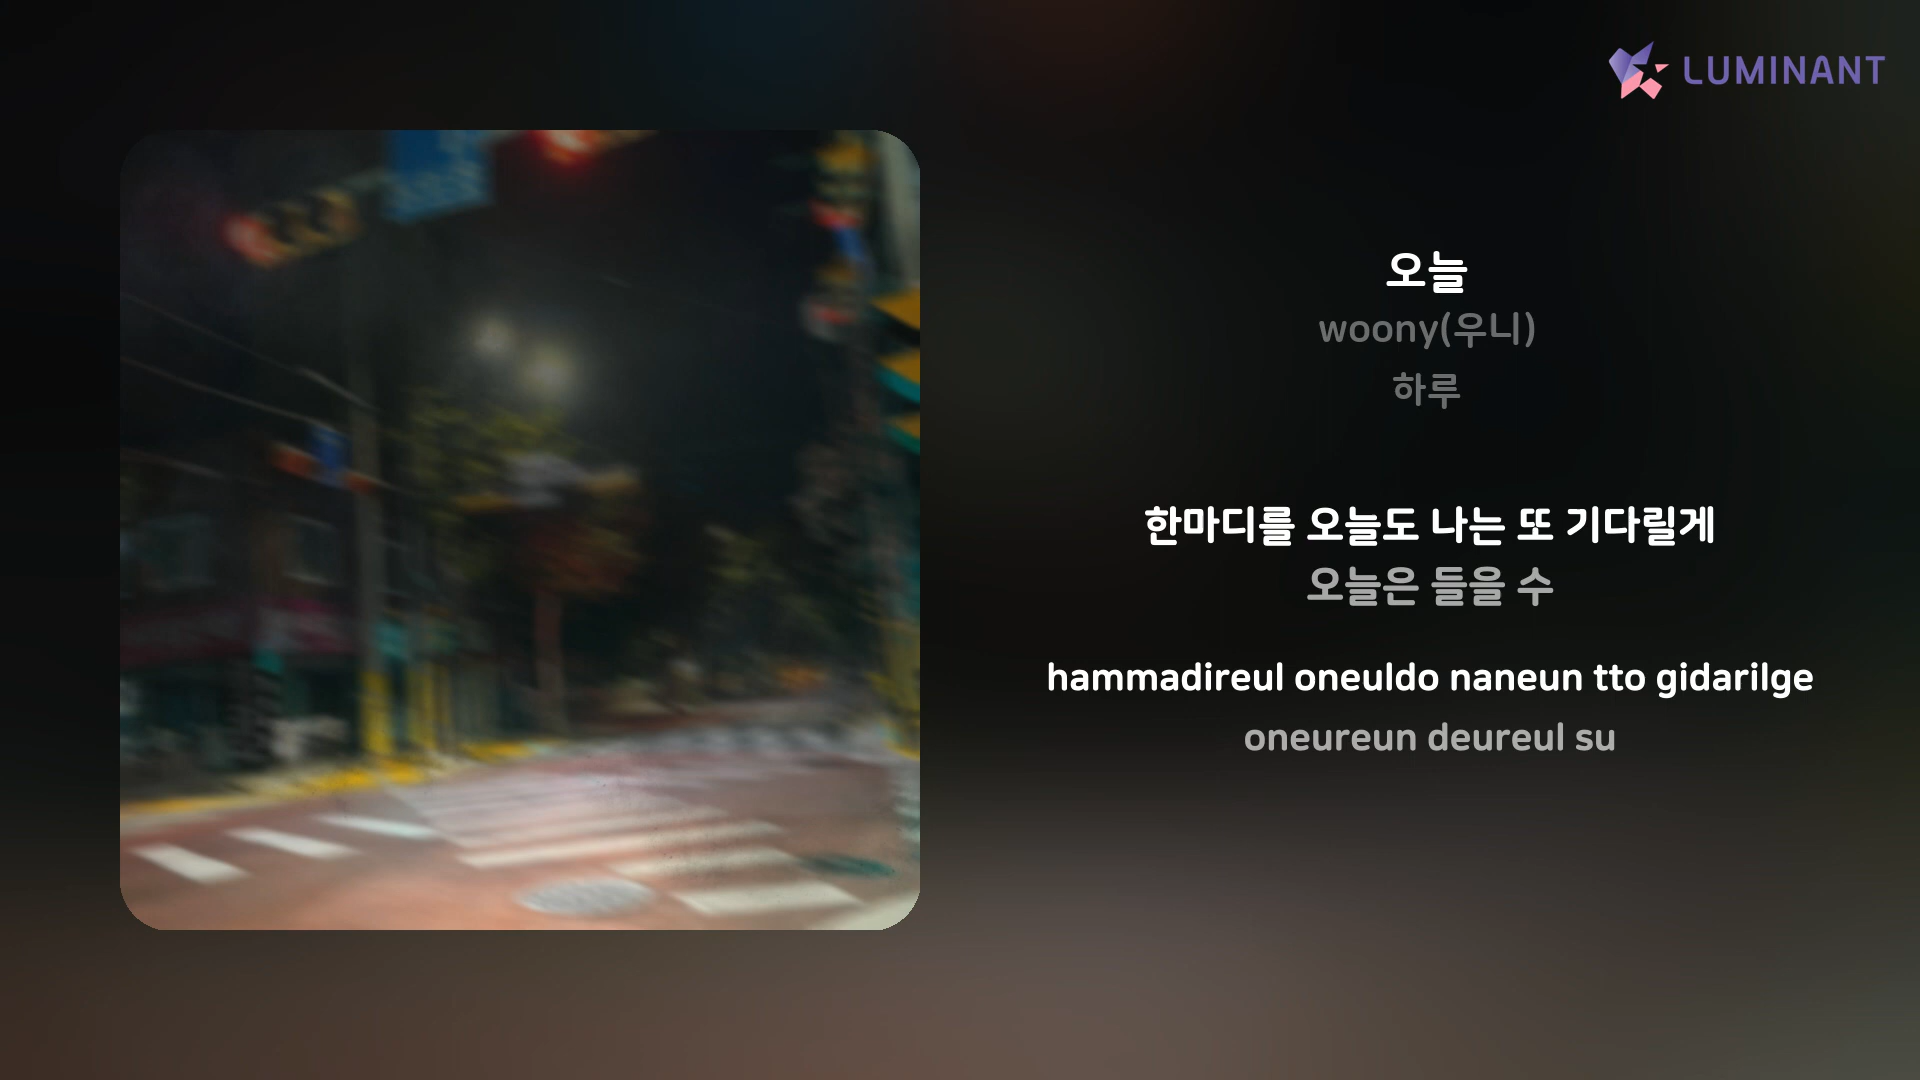 LUMINANT
오늘
woony(우니)
하루
한마디를 오늘도 나는 또 기다릴게
오늘은 들을 수
hammadireul oneuldo naneun tto gidarilge
oneureun deureul su